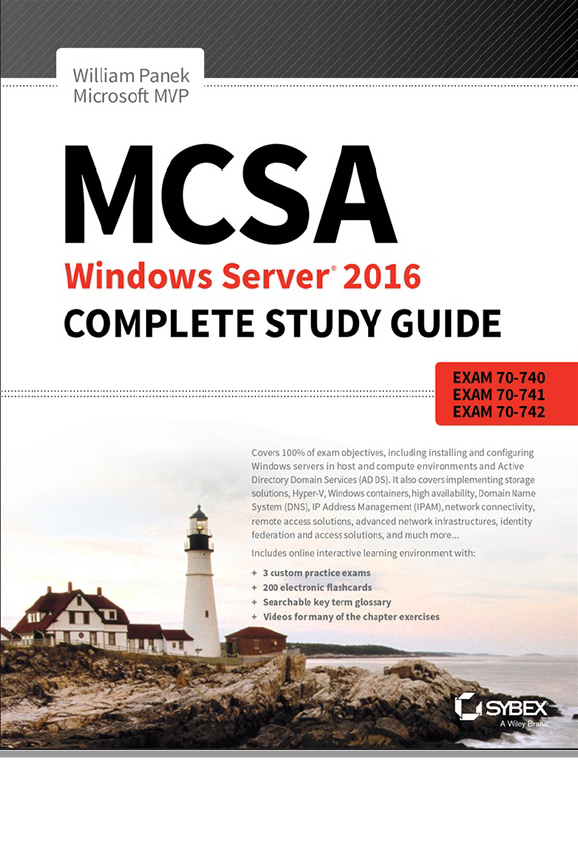 William Panek
Microsoft MVP
MCSA
Windows Server® 2016
COMPLETE STUDY GUIDE
EXAM 70-740
EXAM 70-741
EXAM 70-742
Covers 100% of exam objectives, including installing and configuring
Windows servers in host and compute environments and Active
Directory Domain Services (AD DS). It also covers implementing storage
solutions, Hyper-V, Windows containers, high availability, Domain Name
System (DNS), IP Address Management (IPAM), network connectivity,
remote access solutions, advanced network infrastructures, identity
federation and access solutions, and much more...
Includes online interactive learning environment with:
+ 3 custom practice exams
+ 200 electronic flashcards
+ Searchable key term glossary
+ Videos for many of the chapter exercises
SYBEX
A Wiley Brand